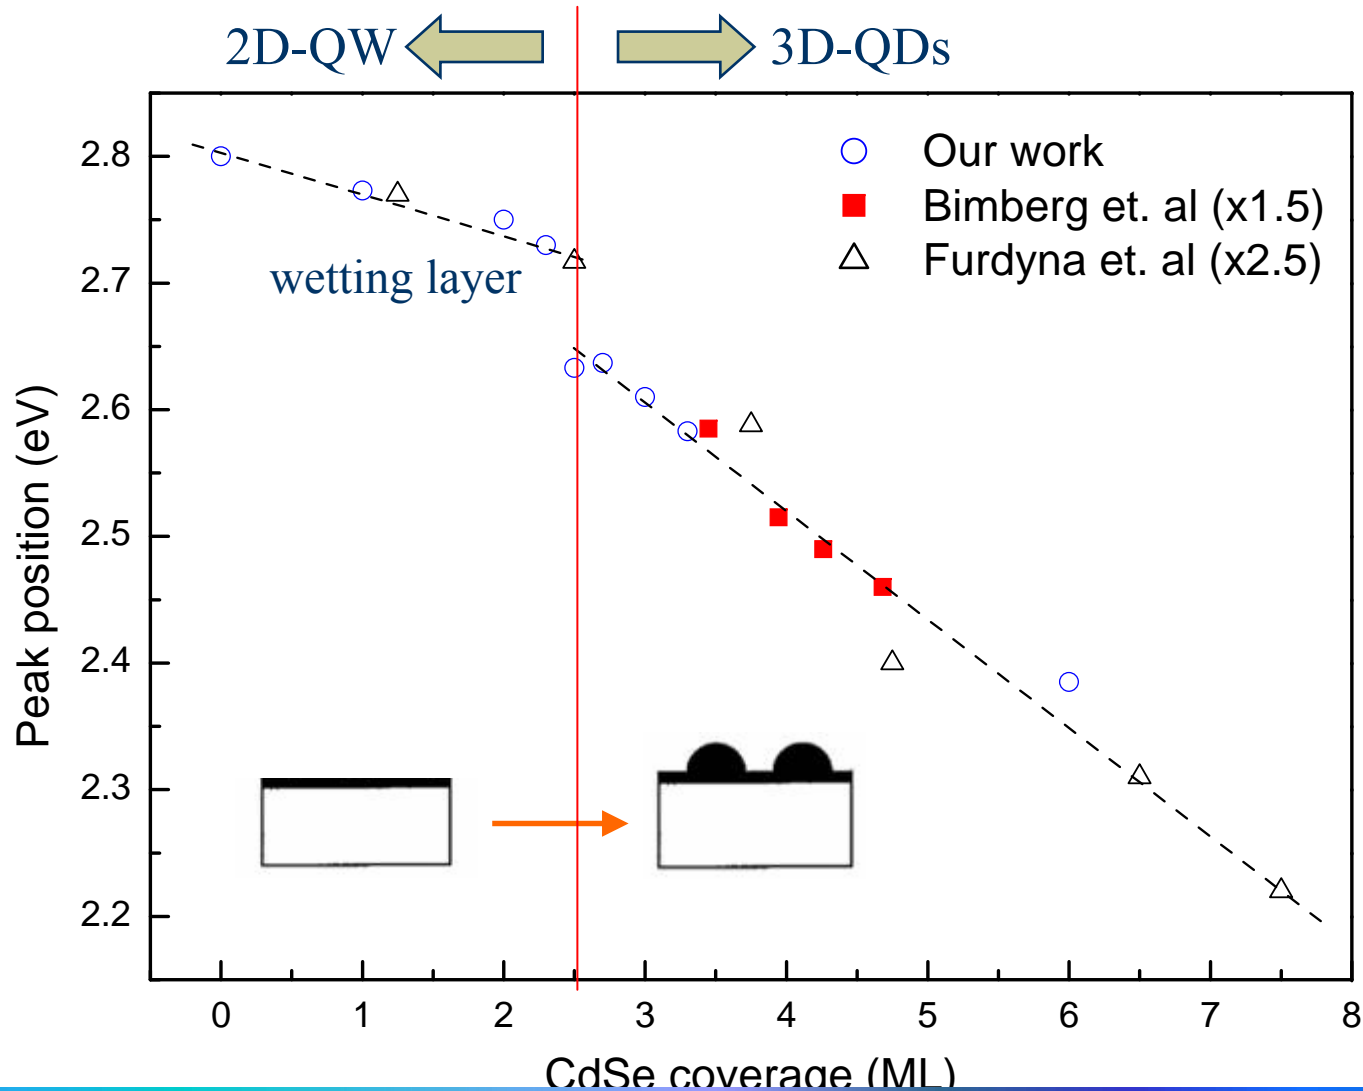 2D-QW
3D-QDs
Our work
Bimberg et. al (x1.5)
Furdyna et. al (x2.5)
wetting layer
Peak position (eV)
2.8
2.7
2.6
2.5
2.4
2.3
2.2
0 1 2 3 4 5 6 7 8
CdSe coverage (ML)